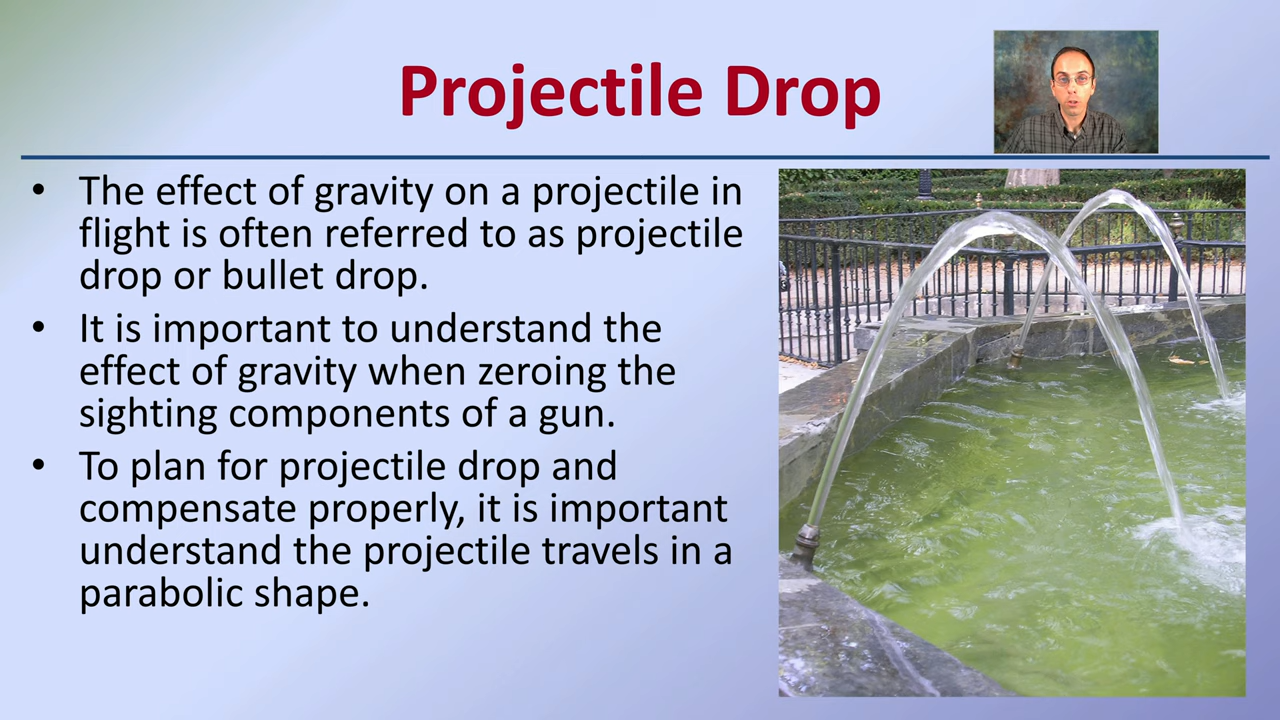 Projectile Drop
• The effect of gravity on a projectile in
flight is often referred to as projectile
drop or bullet drop.
• It is important to understand the
effect of gravity when zeroing the
sighting components of a gun.
• To plan for projectile drop and
compensate properly, it is important
understand the projectile travels in a
parabolic shape.